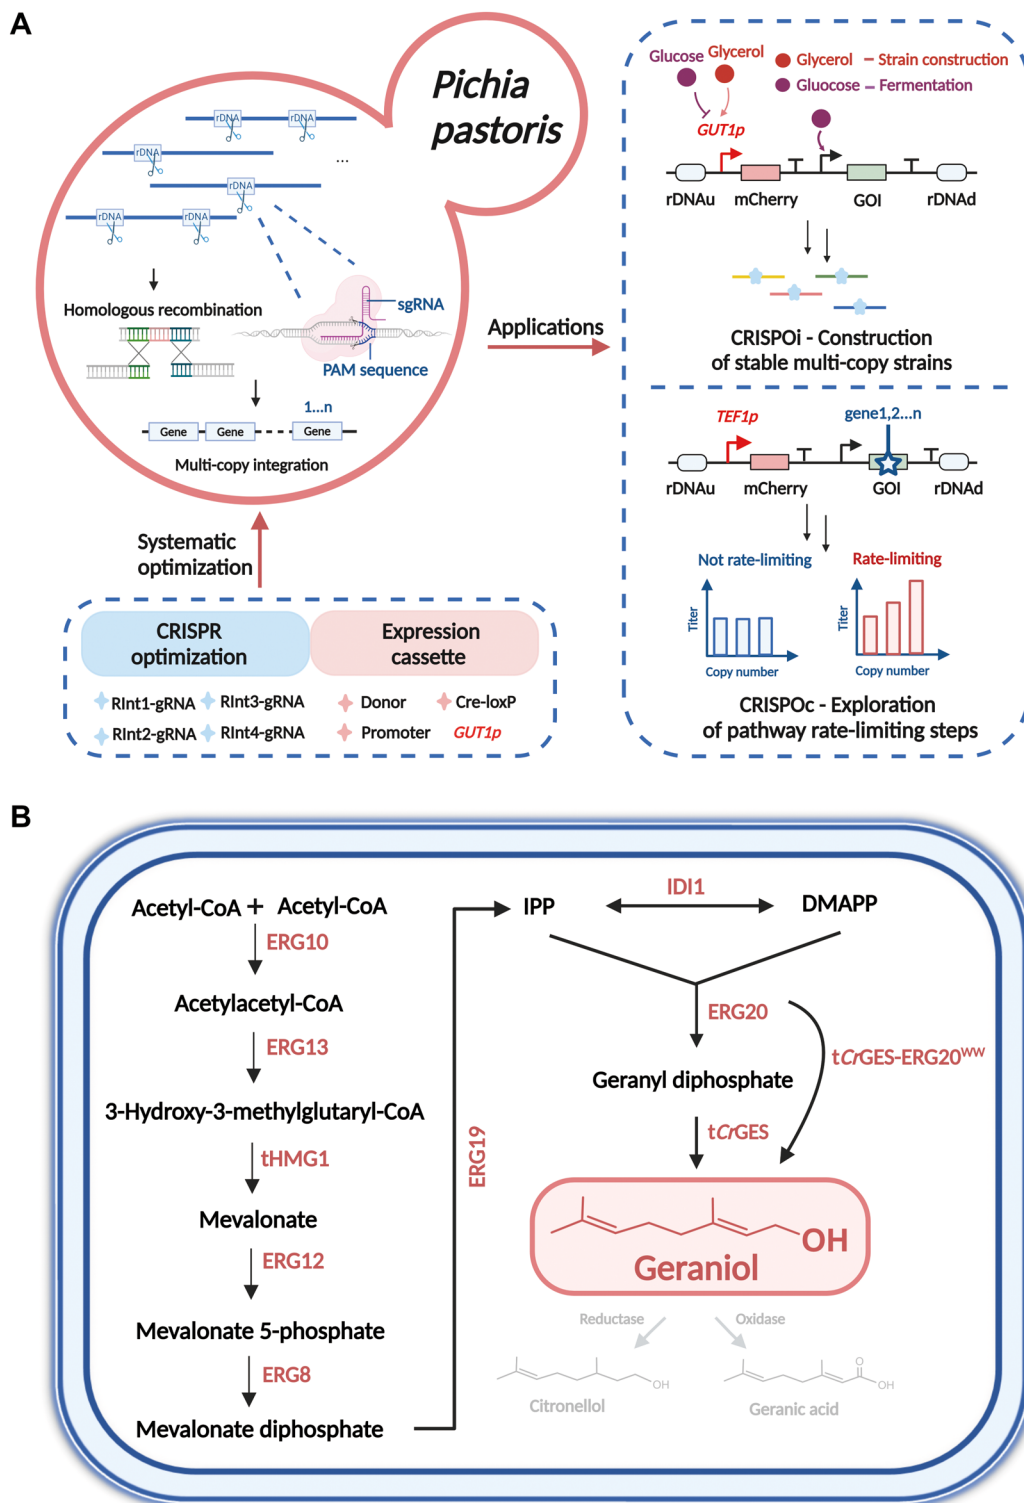 A
Pichia
pastoris
rDNA
rDNA
rDNA
...
rDNA
rDNA
rDNA
Homologous recombination
sgRNA
PAM sequence
1...n
Gene
Gene
Gene
Multi-copy integration
Systematic
optimization
CRISPR
optimization
Expression
cassette
RInt1-gRNA
RInt3-gRNA
RInt2-gRNA
RInt4-gRNA
Donor
Cre-loxP
Promoter
GUT1p
Applications
Glucose
Glycerol
Glycerol – Strain construction
Gluocose – Fermentation
GUT1p
rDNAu
mCherry
GOI
rDNAd
CRISPOi - Construction
of stable multi-copy strains
TEF1p
gene1,2...n
rDNAu
mCherry
GOI
rDNAd
Not rate-limiting
Rate-limiting
Titer
Copy number
Titer
Copy number
CRISPOc - Exploration
of pathway rate-limiting steps
B
Acetyl-CoA + Acetyl-CoA
ERG10
Acetylacetyl-CoA
ERG13
3-Hydroxy-3-methylglutaryl-CoA
tHMG1
Mevalonate
ERG12
Mevalonate 5-phosphate
ERG8
Mevalonate diphosphate
ERG19
IPP
IDI1
DMAPP
ERG20
tCrGES-ERG20WW
Geranyl diphosphate
tCrGES
OH
Geraniol
Reductase
Oxidase
OH
Citronellol
O
OH
Geranic acid